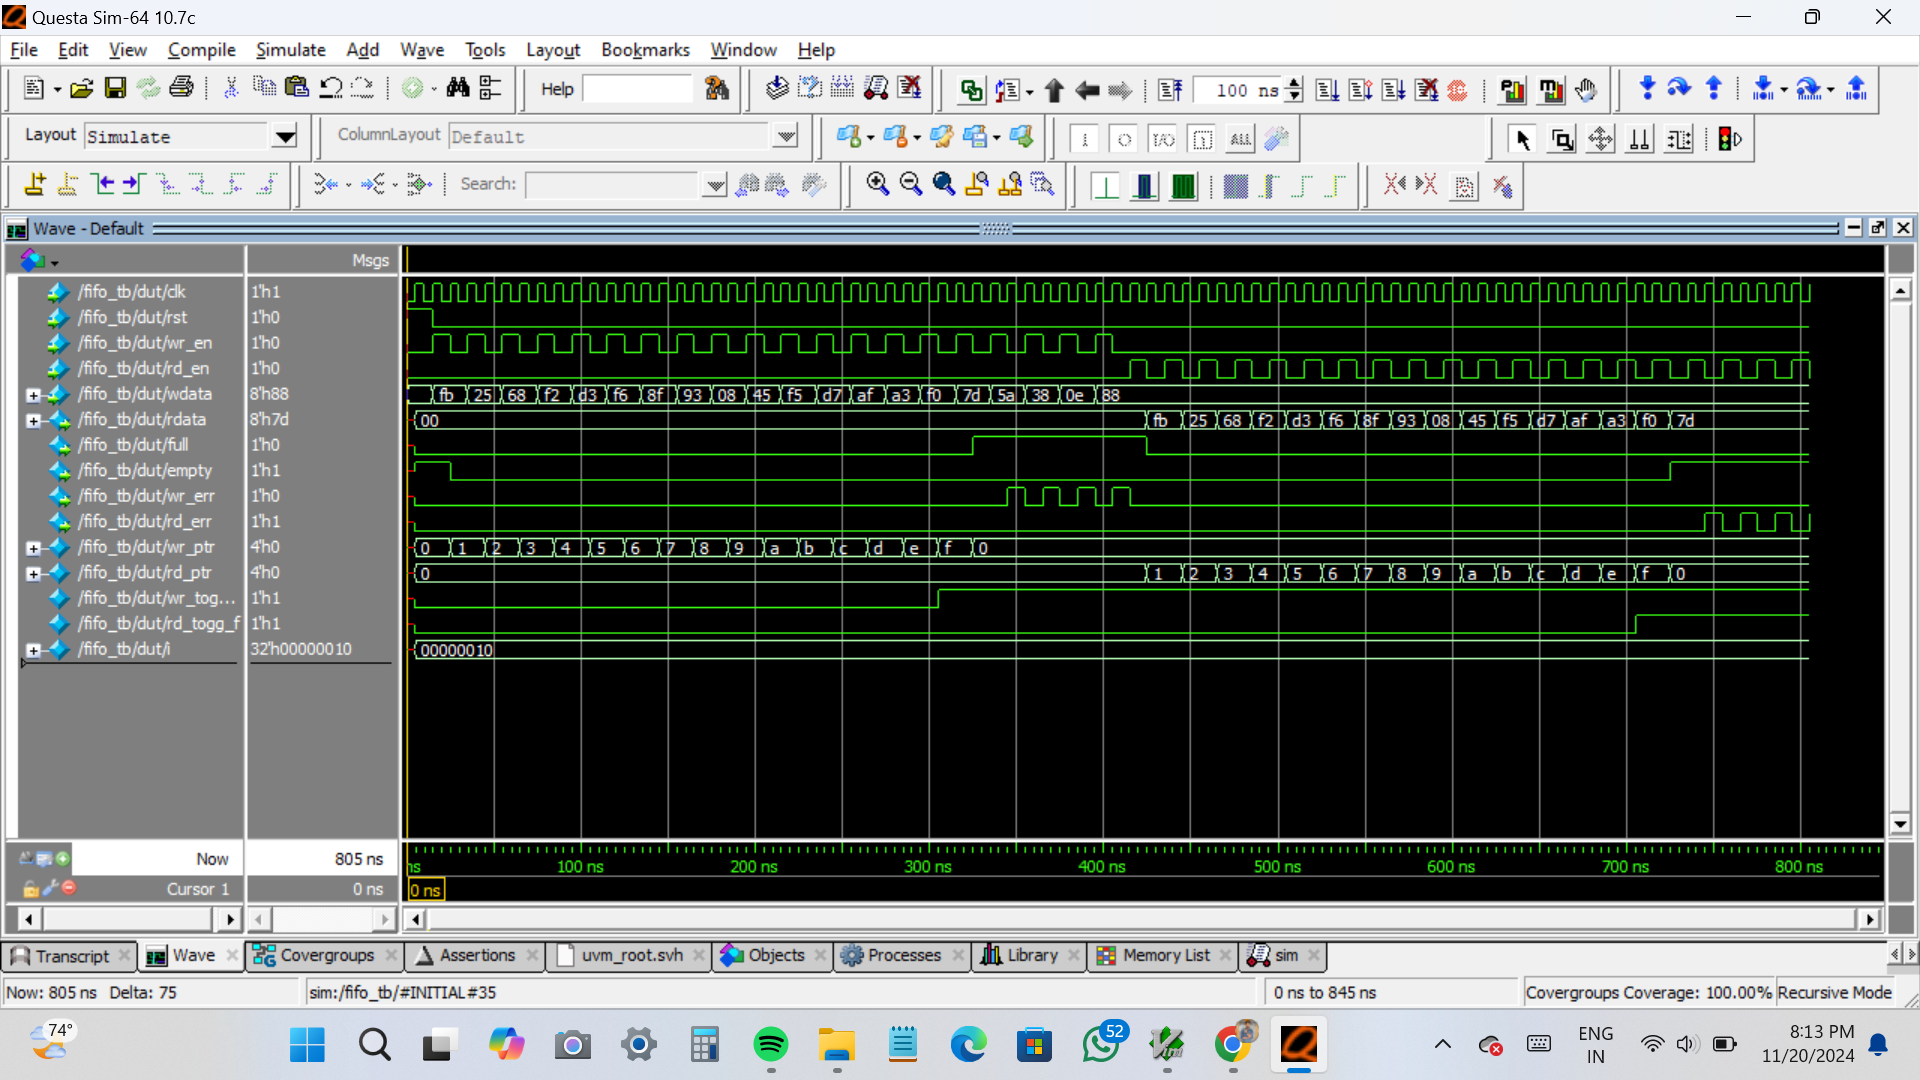 Questa Sim-64 10.7c
File Edit View Compile Simulate Add Wave Tools Layout Bookmarks Window Help
Help 100 ns
Layout Simulate ColumnLayout Default ALL
Search:
Wave - Default
Msgs
/fifo_tb/dut/clk 1'h1
/fifo_tb/dut/rst 1'h0
/fifo_tb/dut/wr_en 1'h0
/fifo_tb/dut/rd_en 1'h0
/fifo_tb/dut/wdata 8'h88 fb 25 68 f2 d3 f6 8f 93 08 45 f5 d7 af a3 f0 7d 5a 38 0e 88
/fifo_tb/dut/rdata 8'h7d 00 fb 25 68 f2 d3 f6 8f 93 08 45 f5 d7 af a3 f0 7d
/fifo_tb/dut/full 1'h0
/fifo_tb/dut/empty 1'h1
/fifo_tb/dut/wr_err 1'h0
/fifo_tb/dut/rd_err 1'h1
/fifo_tb/dut/wr_ptr 4'h0 0 1 2 3 4 5 6 7 8 9 a b c d e f 0
/fifo_tb/dut/rd_ptr 4'h0 0 1 2 3 4 5 6 7 8 9 a b c d e f 0
/fifo_tb/dut/wr_tog... 1'h1
/fifo_tb/dut/rd_togg_f 1'h1
/fifo_tb/dut/i 32'h00000010 00000010
Now 805 ns ns 100 ns 200 ns 300 ns 400 ns 500 ns 600 ns 700 ns 800 ns
Cursor 1 0 ns 0 ns
Transcript Wave Covergroups Assertions uvm_root.svh Objects Processes Library Memory List sim
Now: 805 ns Delta: 75 sim:/fifo_tb/#INITIAL#35 0 ns to 845 ns Covergroups Coverage: 100.00% Recursive Mode
74° 52 ENG 8:13 PM
IN 11/20/2024